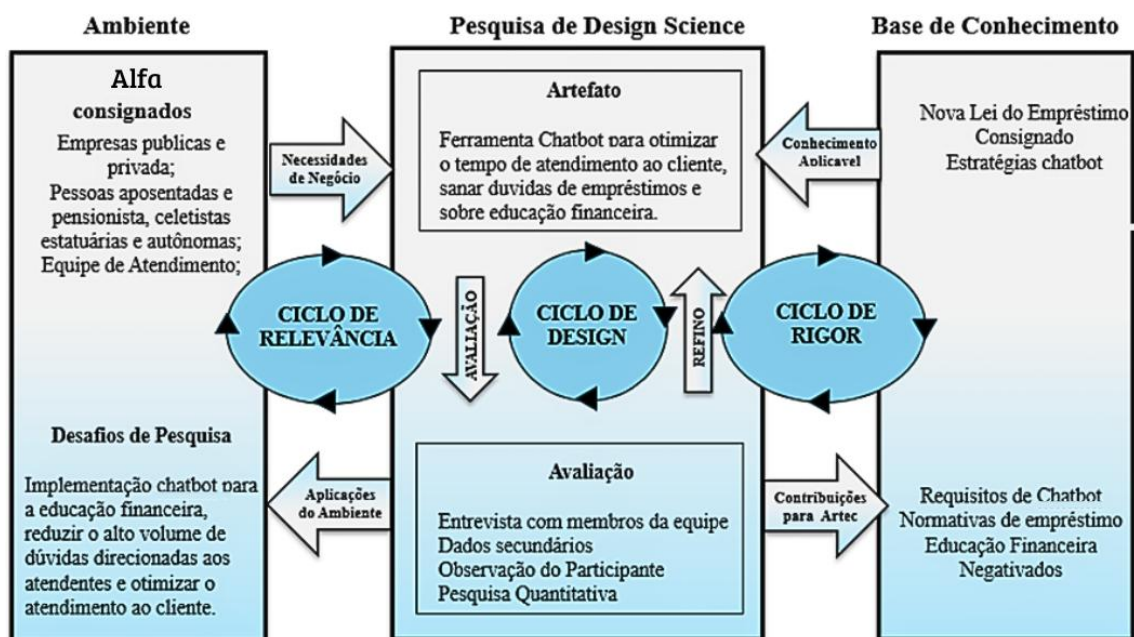 Ambiente
Alfa
consignados
Empresas publicas e
privada;
Pessoas aposentadas e
pensionista, celetistas
estatuárias e autônomas;
Equipe de Atendimento;
Necessidades
de Negócio
CICLO DE
RELEVÂNCIA
Desafios de Pesquisa
Implementação chatbot para
a educação financeira,
reduzir o alto volume de
dúvidas direcionadas aos
atendentes e otimizar o
atendimento ao cliente.
Aplicações
do Ambiente
Pesquisa de Design Science
Artefato
Ferramenta Chatbot para otimizar
o tempo de atendimento ao cliente,
sanar duvidas de empréstimos e
sobre educação financeira.
AVALIAÇÃO
CICLO DE
DESIGN
REFINO
Avaliação
Entrevista com membros da equipe
Dados secundários
Observação do Participante
Pesquisa Quantitativa
Base de Conhecimento
Conhecimento
Aplicavel
Nova Lei do Empréstimo
Consignado
Estratégias chatbot
CICLO DE
RIGOR
Contribuições
para Artec
Requisitos de Chatbot
Normativas de empréstimo
Educação Financeira
Negativados